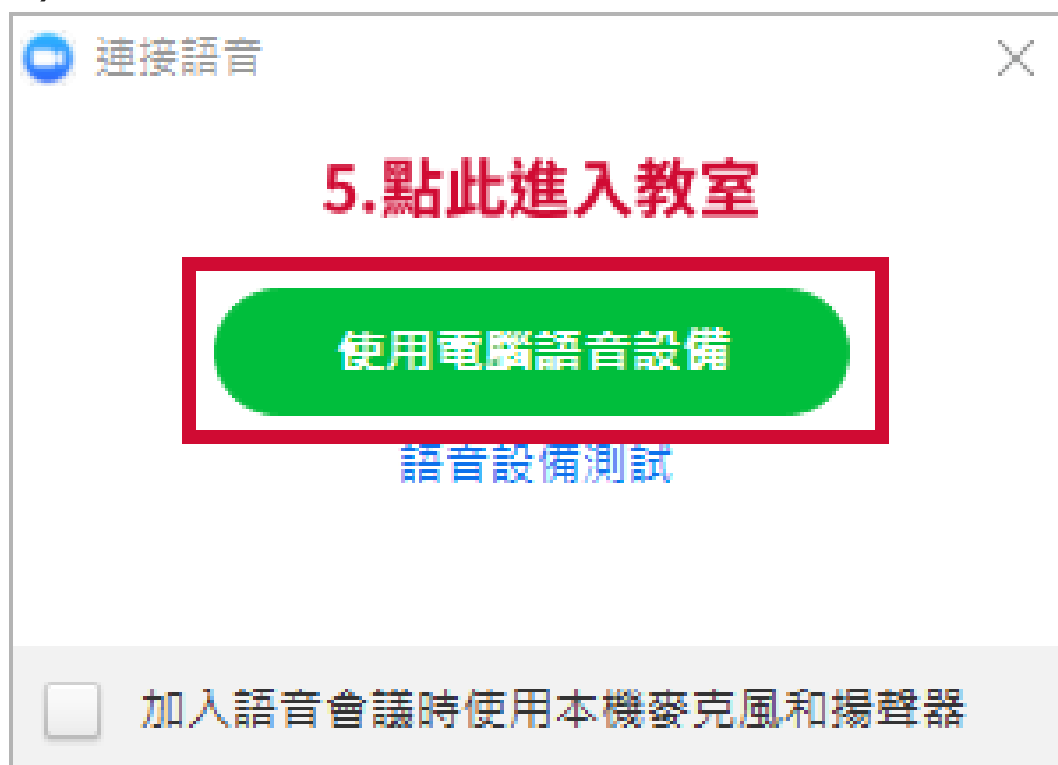 連接語音
5.點此進入教室
使用電腦語音設備
語音設備測試
加入語音會議時使用本機麥克風和揚聲器